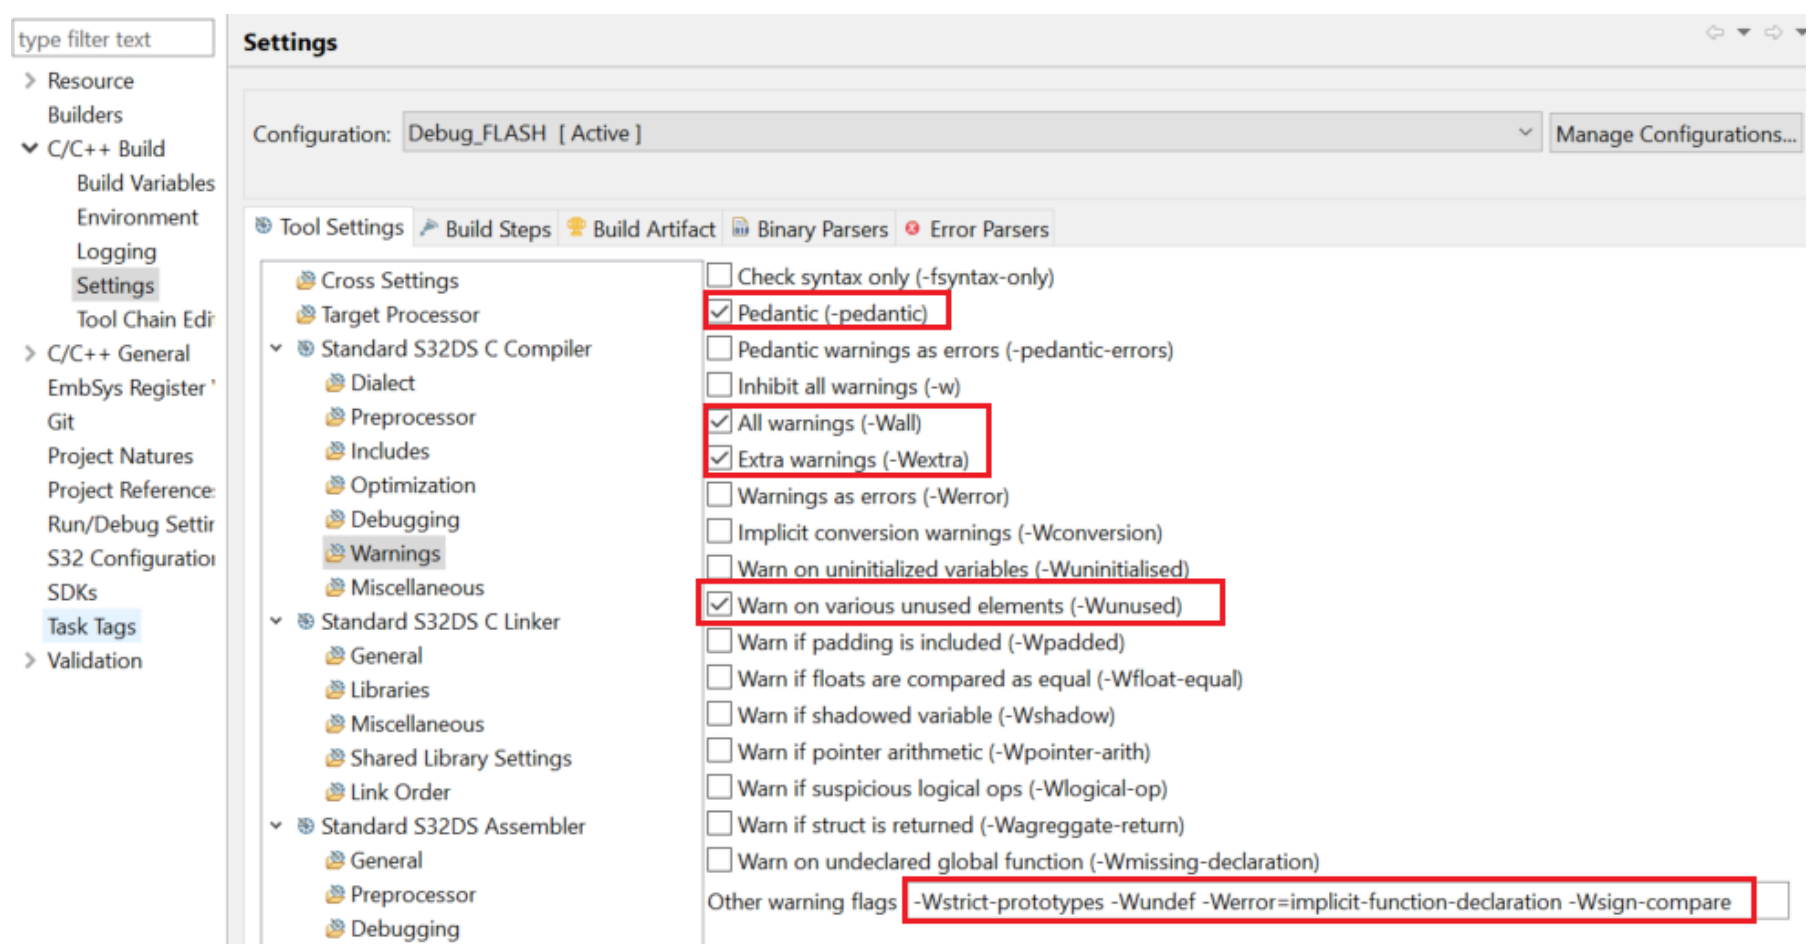 type filter text
Resource
Builders
C/C++ Build
Build Variables
Environment
Logging
Settings
Tool Chain Edi
C/C++ General
EmbSys Register
Git
Project Natures
Project Reference
Run/Debug Settir
S32 Configuration
SDKs
Task Tags
Validation
Settings
Configuration: Debug_FLASH [ Active ] Manage Configurations...
Tool Settings Build Steps Build Artifact Binary Parsers Error Parsers
Cross Settings
Target Processor
Standard S32DS C Compiler
Dialect
Preprocessor
Includes
Optimization
Debugging
Warnings
Miscellaneous
Standard S32DS C Linker
General
Libraries
Miscellaneous
Shared Library Settings
Link Order
Standard S32DS Assembler
General
Preprocessor
Debugging
Check syntax only (-fsyntax-only)
Pedantic (-pedantic)
Pedantic warnings as errors (-pedantic-errors)
Inhibit all warnings (-w)
All warnings (-Wall)
Extra warnings (-Wextra)
Warnings as errors (-Werror)
Implicit conversion warnings (-Wconversion)
Warn on uninitialized variables (-Wuninitialised)
Warn on various unused elements (-Wunused)
Warn if padding is included (-Wpadded)
Warn if floats are compared as equal (-Wfloat-equal)
Warn if shadowed variable (-Wshadow)
Warn if pointer arithmetic (-Wpointer-arith)
Warn if suspicious logical ops (-Wlogical-op)
Warn if struct is returned (-Wagreggate-return)
Warn on undeclared global function (-Wmissing-declaration)
Other warning flags -Wstrict-prototypes -Wundef -Werror=implicit-function-declaration -Wsign-compare